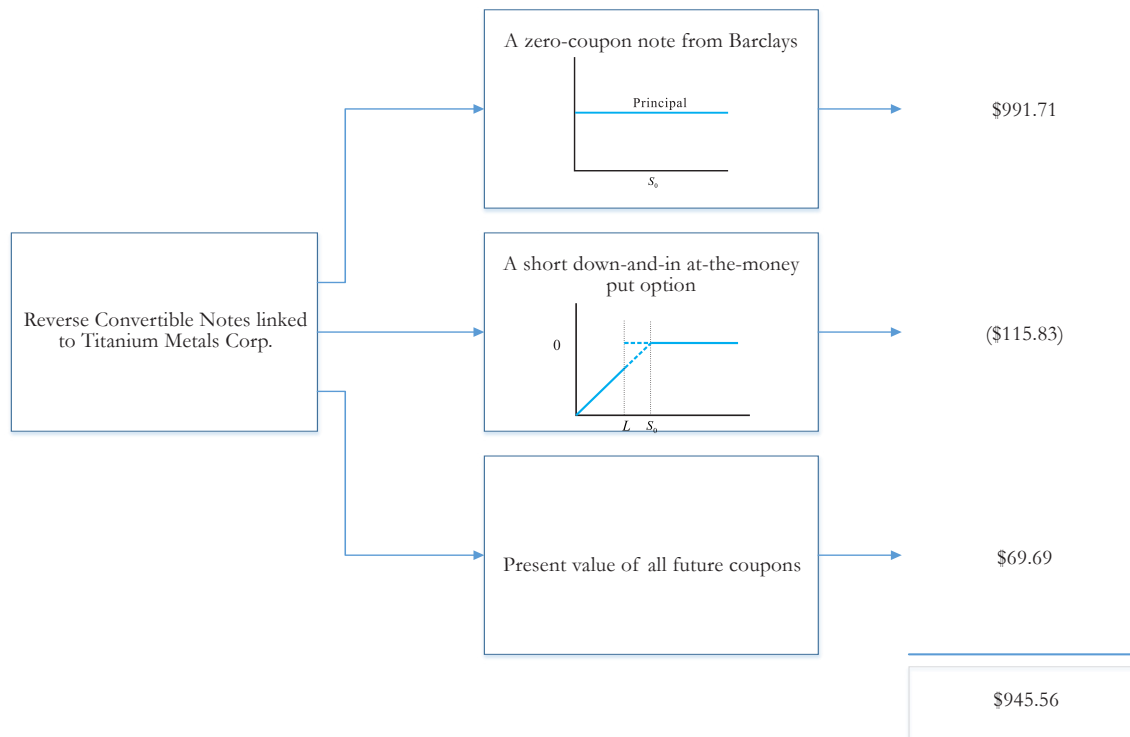 Reverse Convertible Notes linked
to Titanium Metals Corp.
A zero-coupon note from Barclays
Principal
S₀
$991.71
A short down-and-in at-the-money
put option
0
L S₀
($115.83)
Present value of all future coupons
$69.69
$945.56